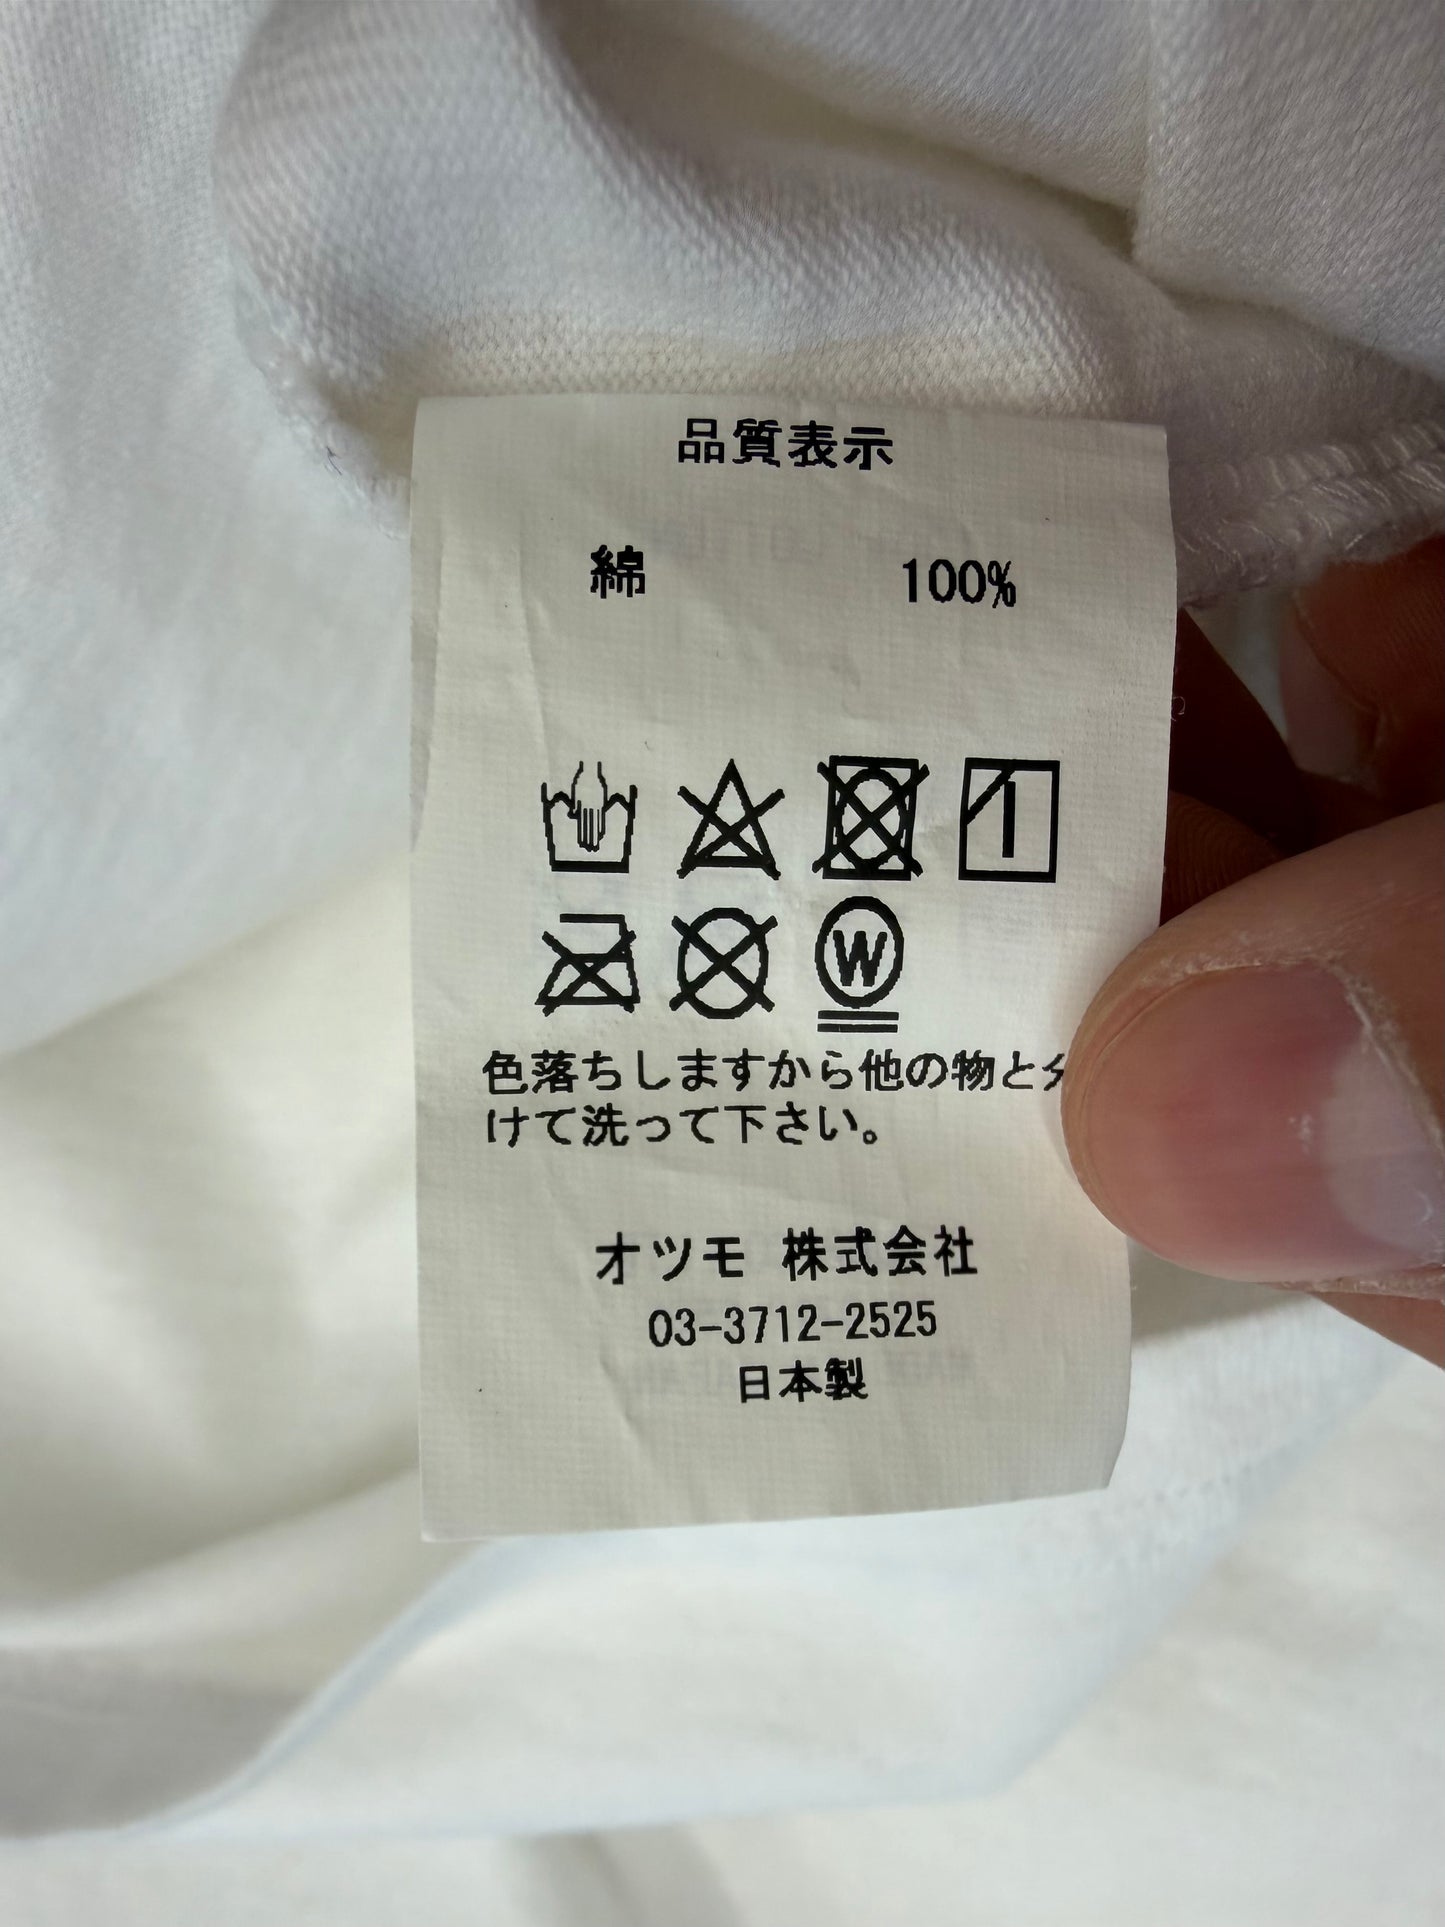 品質表示
綿 100%
W
色落ちしますから他の物と分
けて洗って下さい。
オツモ 株式会社
03-3712-2525
日本製